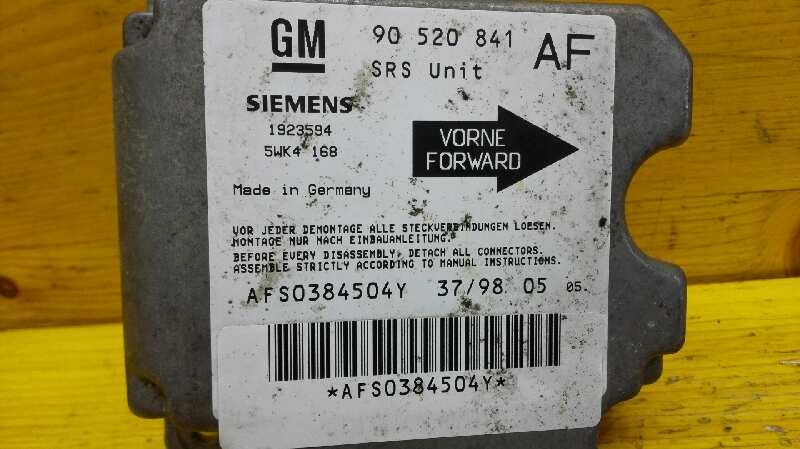 GM 90 520 841 AF
SRS Unit
SIEMENS
1923594
5WK4 168
VORNE
FORWARD
Made in Germany
VOR JEDER DEMONTAGE ALLE STECKVERBINDUNGEN LOESEN.
MONTAGE NUR NACH EINBAUANLEITUNG.
BEFORE EVERY DISASSEMBLY, DETACH ALL CONNECTORS.
ASSEMBLE STRICTLY ACCORDING TO MANUAL INSTRUCTIONS.
AFS0384504Y 37/98 05 05.
*AFS0384504Y*